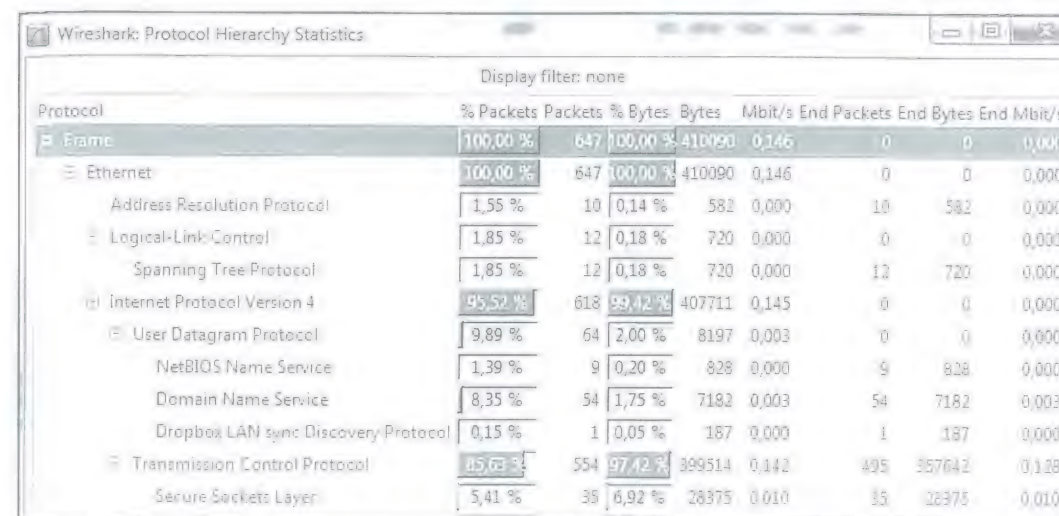 Wireshark: Protocol Hierarchy Statistics
Display filter: none
Protocol % Packets Packets % Bytes Bytes Mbit/s End Packets End Bytes End Mbit/s
Frame 100,00 % 647 100,00 % 410090 0,146 0 0 0,000
Ethernet 100,00 % 647 100,00 % 410090 0,146 0 0 0,000
Address Resolution Protocol 1,55 % 10 0,14 % 582 0,000 10 582 0,000
Logical-Link Control 1,85 % 12 0,18 % 720 0,000 0 0 0,000
Spanning Tree Protocol 1,85 % 12 0,18 % 720 0,000 12 720 0,000
Internet Protocol Version 4 95,52 % 618 99,42 % 407711 0,145 0 0 0,000
User Datagram Protocol 9,89 % 64 2,00 % 8197 0,003 0 0 0,000
NetBIOS Name Service 1,39 % 9 0,20 % 828 0,000 9 828 0,000
Domain Name Service 8,35 % 54 1,75 % 7182 0,003 54 7182 0,003
Dropbox LAN sync Discovery Protocol 0,15 % 1 0,05 % 187 0,000 1 187 0,000
Transmission Control Protocol 85,63 % 554 97,42 % 399514 0,142 495 357642 0,128
Secure Sockets Layer 5,41 % 35 6,92 % 28375 0,010 35 28375 0,010